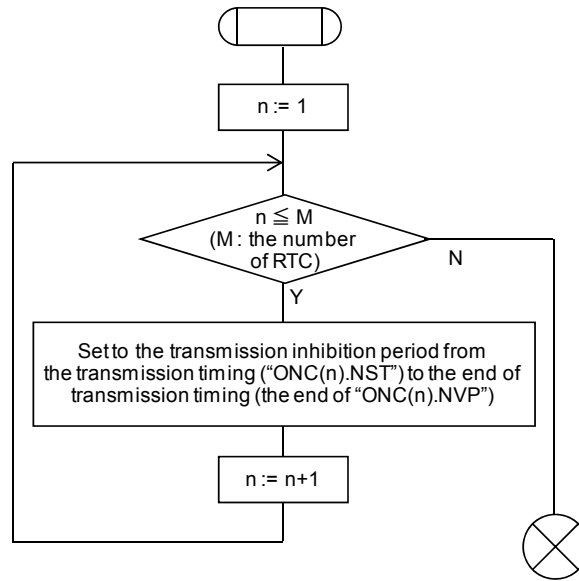 n := 1
n ≦ M
(M : the number
of RTC)
N
Y
Set to the transmission inhibition period from
the transmission timing (“ONC(n).NST”) to the end of
transmission timing (the end of “ONC(n).NVP”)
n := n+1